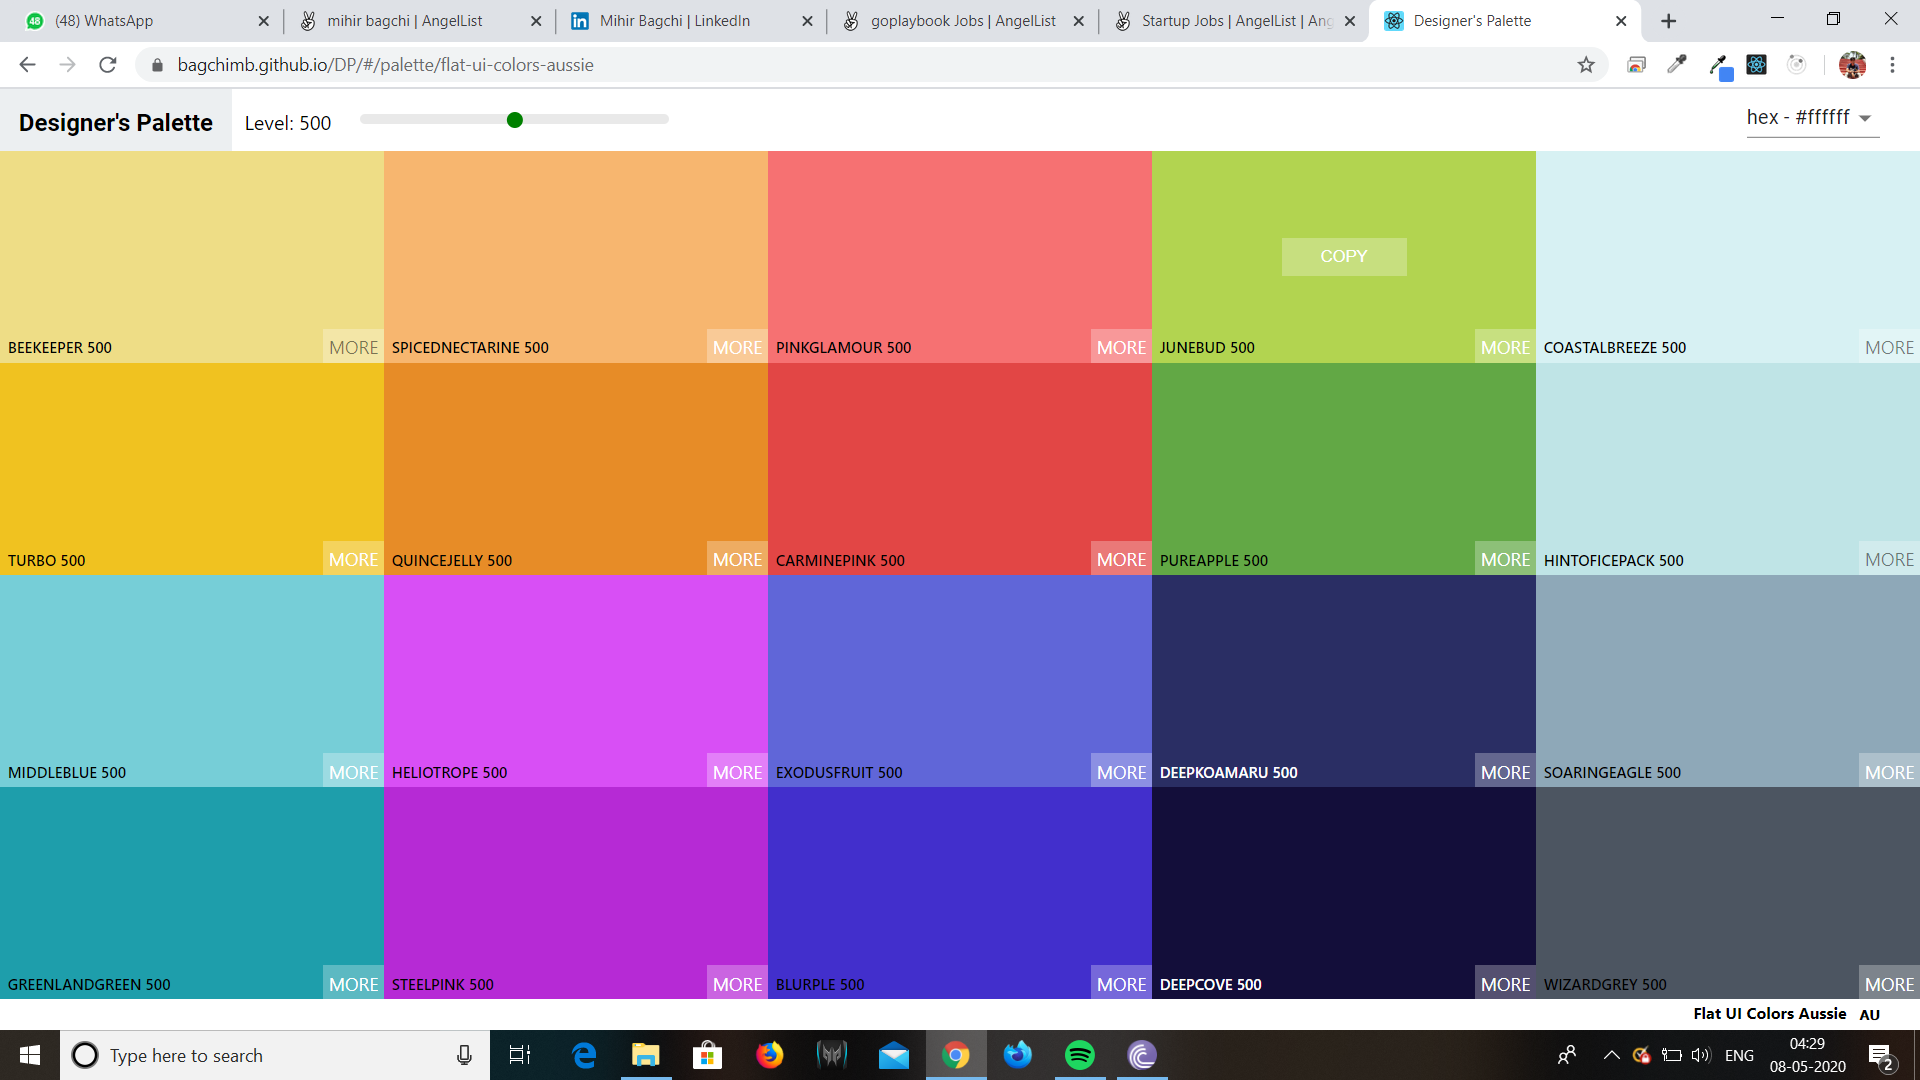 48 (48) WhatsApp
mihir bagchi | AngelList
in Mihir Bagchi | LinkedIn
goplaybook Jobs | AngelList
Startup Jobs | AngelList | Ang
Designer's Palette
bagchimb.github.io/DP/#/palette/flat-ui-colors-aussie
Designer's Palette
Level: 500
hex - #ffffff
COPY
BEEKEEPER 500 MORE
SPICEDNECTARINE 500 MORE
PINKGLAMOUR 500 MORE
JUNEBUD 500 MORE
COASTALBREEZE 500 MORE
TURBO 500 MORE
QUINCEJELLY 500 MORE
CARMINEPINK 500 MORE
PUREAPPLE 500 MORE
HINTOFICEPACK 500 MORE
MIDDLEBLUE 500 MORE
HELIOTROPE 500 MORE
EXODUSFRUIT 500 MORE
DEEPKOAMARU 500 MORE
SOARINGEAGLE 500 MORE
GREENLANDGREEN 500 MORE
STEELPINK 500 MORE
BLURPLE 500 MORE
DEEPCOVE 500 MORE
WIZARDGREY 500 MORE
Flat UI Colors Aussie AU
Type here to search
ENG
04:29
08-05-2020
2